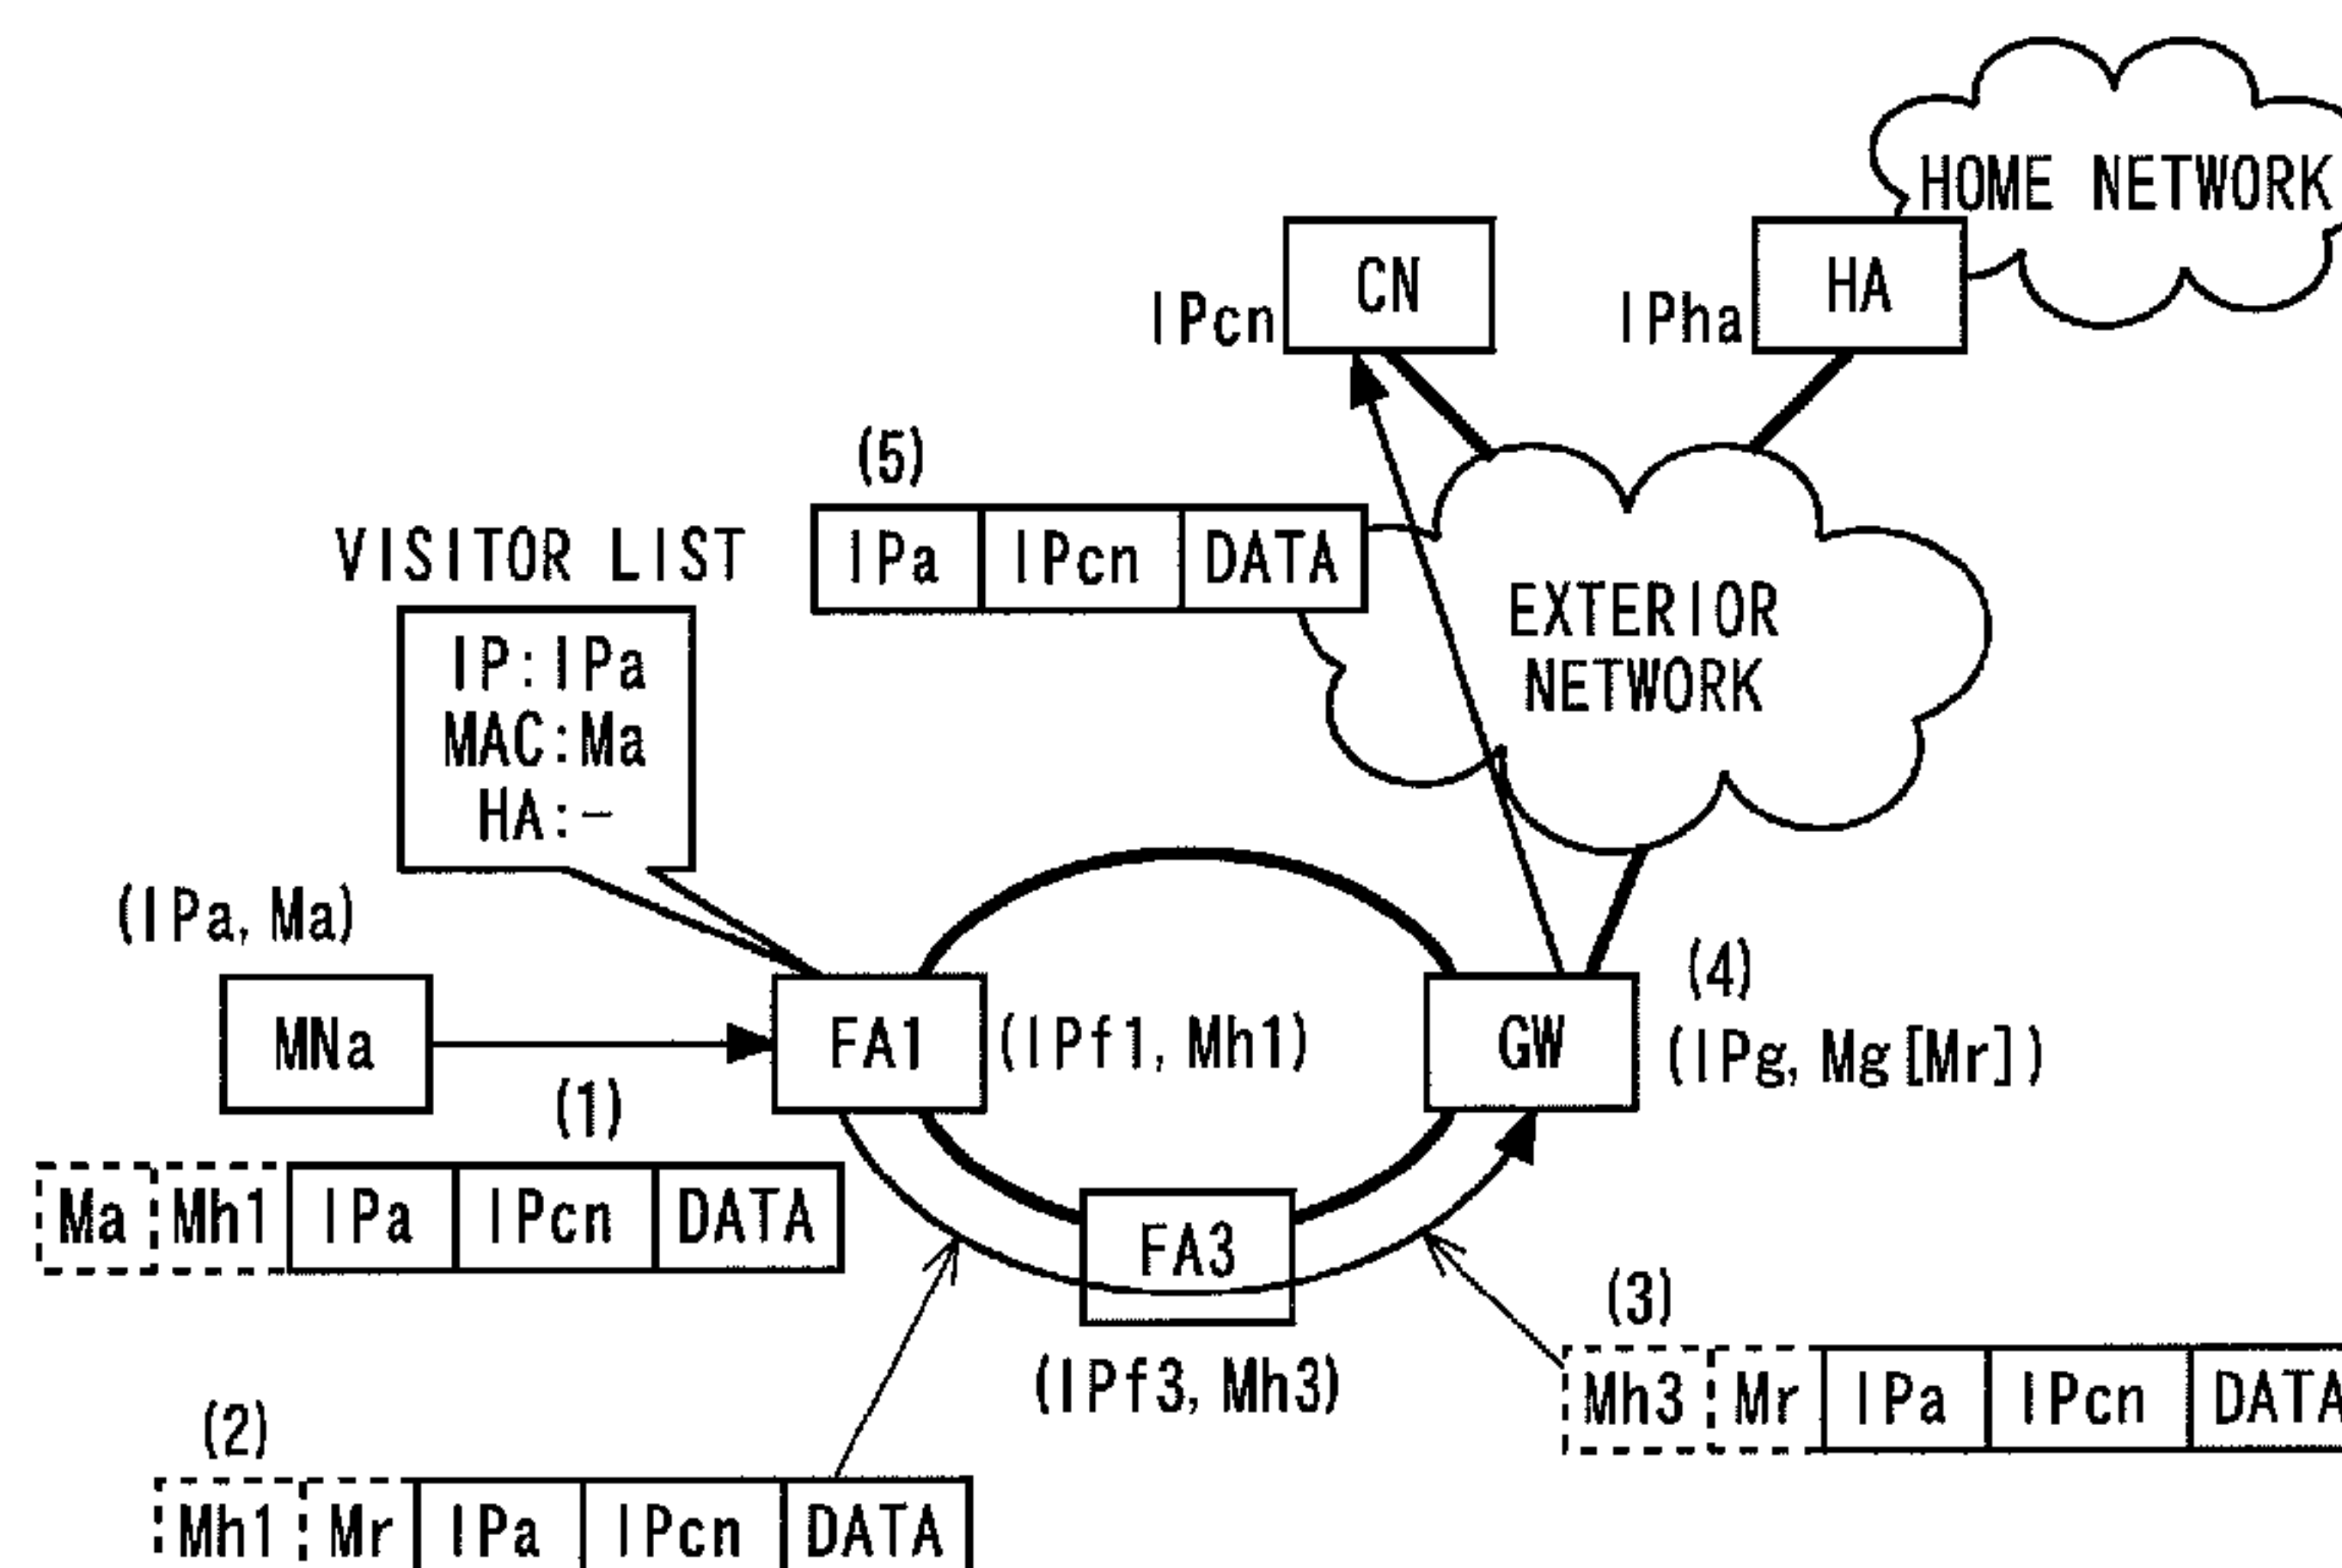 HOME NETWORK
CN
HA
IPcn
IPha
(5)
IPa IPcn DATA
VISITOR LIST
IP:IPa
MAC:Ma
HA:-
EXTERIOR
NETWORK
(IPa, Ma)
MNa
FA1
(IPf1, Mh1)
GW
(4)
(IPg, Mg[Mr])
(1)
Ma Mh1 IPa IPcn DATA
FA3
(IPf3, Mh3)
(3)
Mh3 Mr IPa IPcn DATA
(2)
Mh1 Mr IPa IPcn DATA